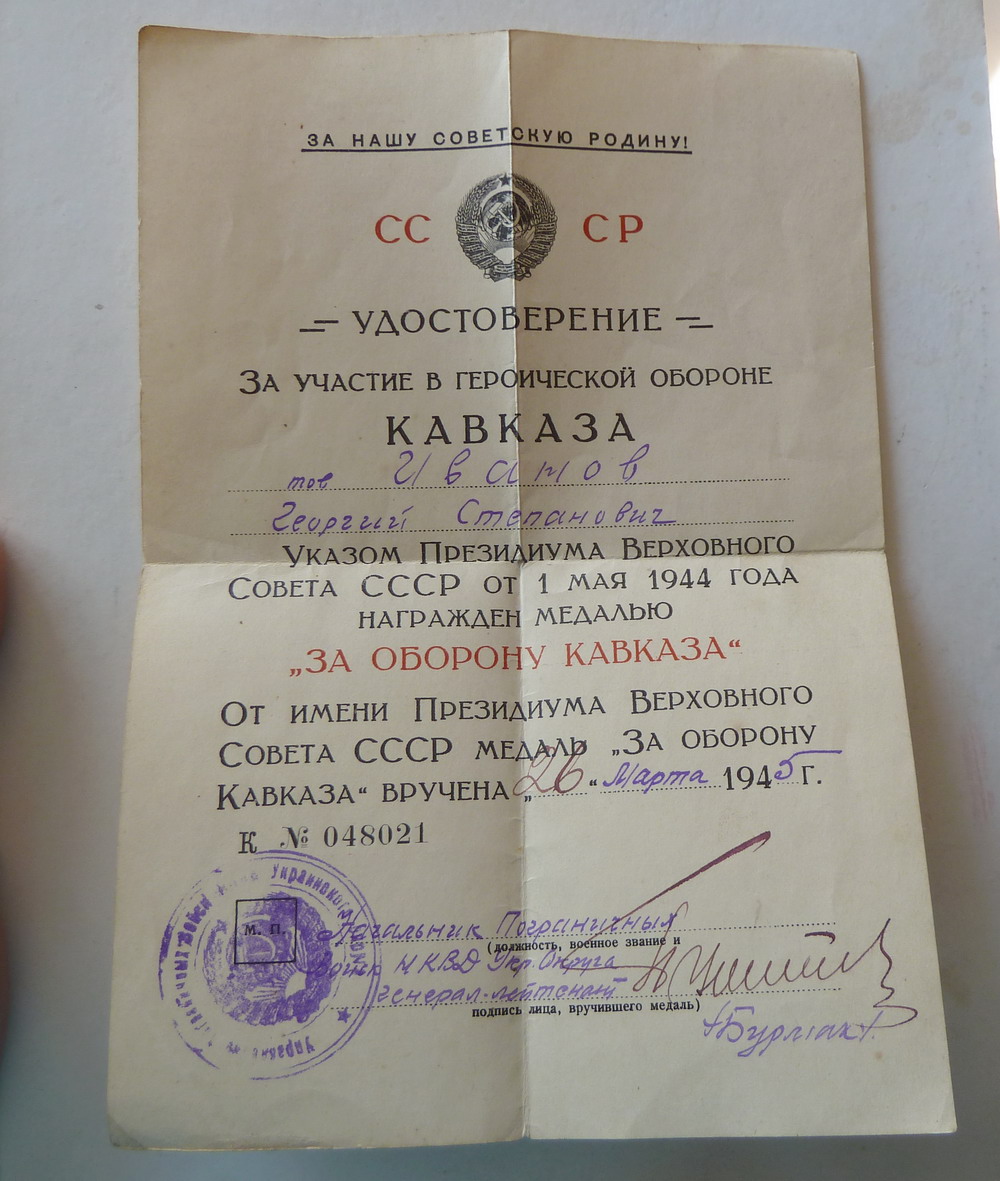 ЗА НАШУ СОВЕТСКУЮ РОДИНУ!
СС СР
УДОСТОВЕРЕНИЕ
ЗА УЧАСТИЕ В ГЕРОИЧЕСКОЙ ОБОРОНЕ
КАВКАЗА
тов Иванов
Георгий Степанович
УКАЗОМ ПРЕЗИДИУМА ВЕРХОВНОГО
СОВЕТА СССР ОТ 1 МАЯ 1944 ГОДА
НАГРАЖДЕН МЕДАЛЬЮ
„ЗА ОБОРОНУ КАВКАЗА“
ОТ ИМЕНИ ПРЕЗИДИУМА ВЕРХОВНОГО
СОВЕТА СССР МЕДАЛЬ „ЗА ОБОРОНУ
КАВКАЗА“ ВРУЧЕНА „26“ Марта 1945 Г.
К № 048021
М. П.
Начальник Пограничных
(должность, военное звание и
Войск НКВД Укр. Округа
генерал-лейтенант
подпись лица, вручившего медаль)
Украинского